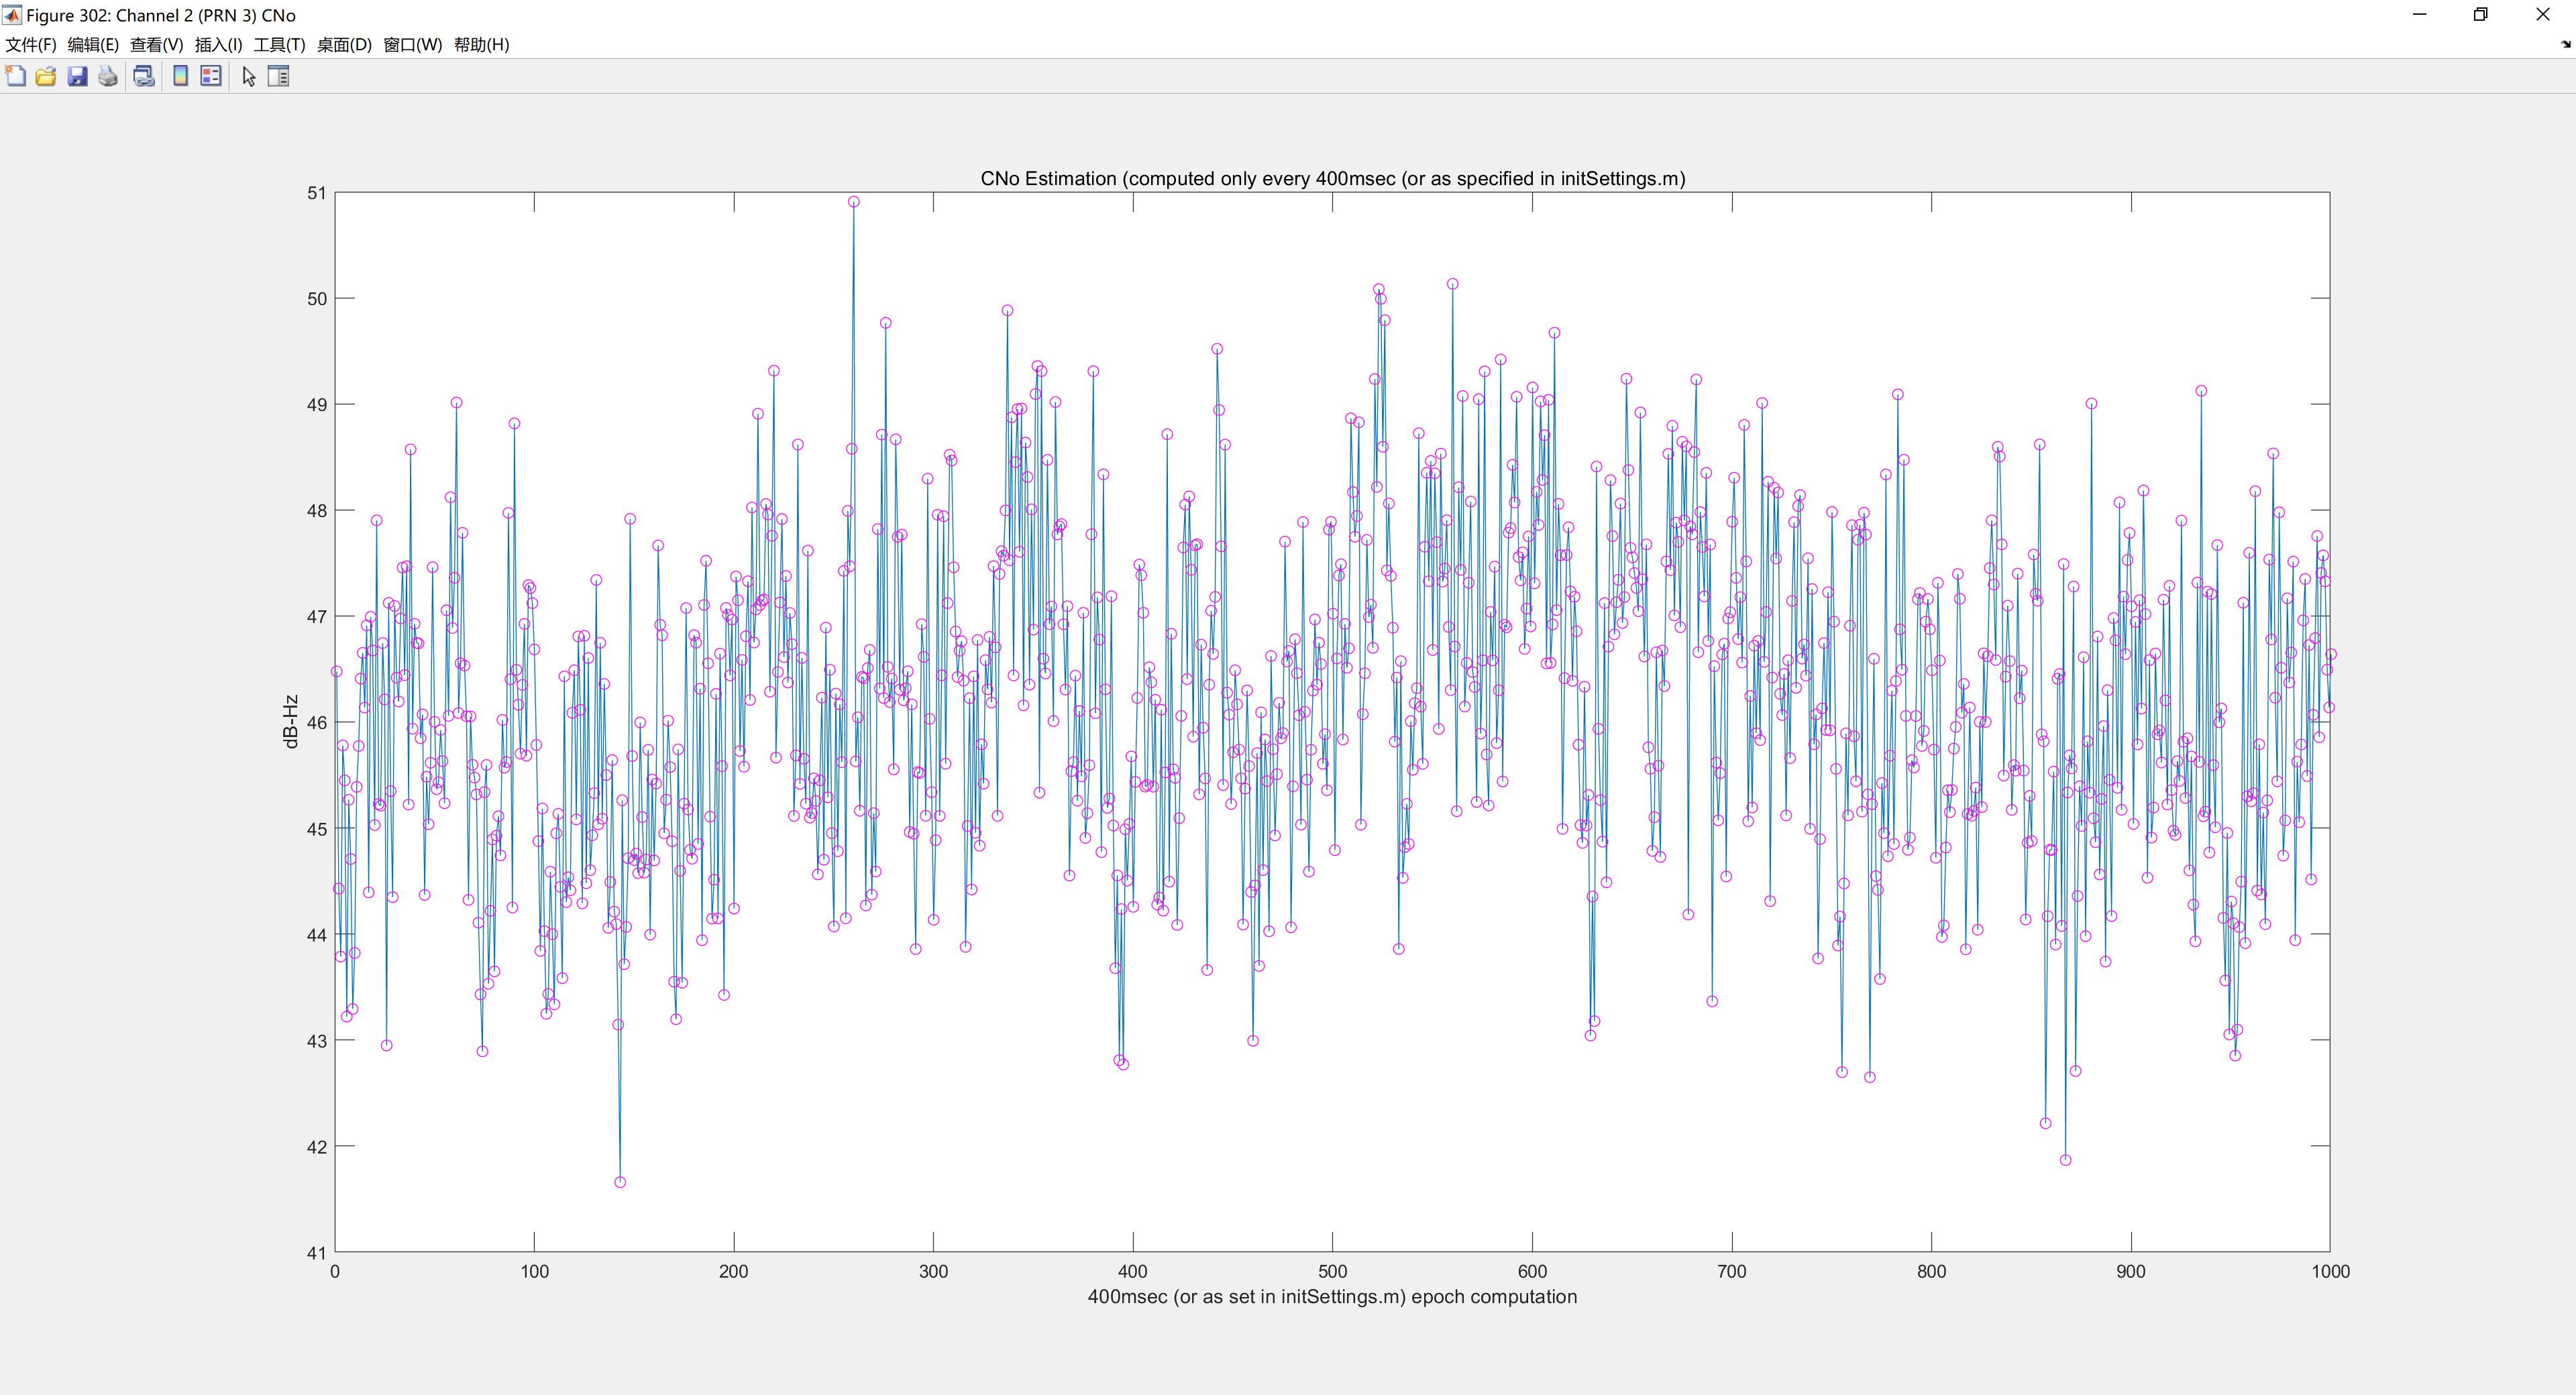 Figure 302: Channel 2 (PRN 3) CNo
文件(F) 编辑(E) 查看(V) 插入(I) 工具(T) 桌面(D) 窗口(W) 帮助(H)
CNo Estimation (computed only every 400msec (or as specified in initSettings.m)
51
50
49
48
47
46
45
44
43
42
41
dB-Hz
0 100 200 300 400 500 600 700 800 900 1000
400msec (or as set in initSettings.m) epoch computation